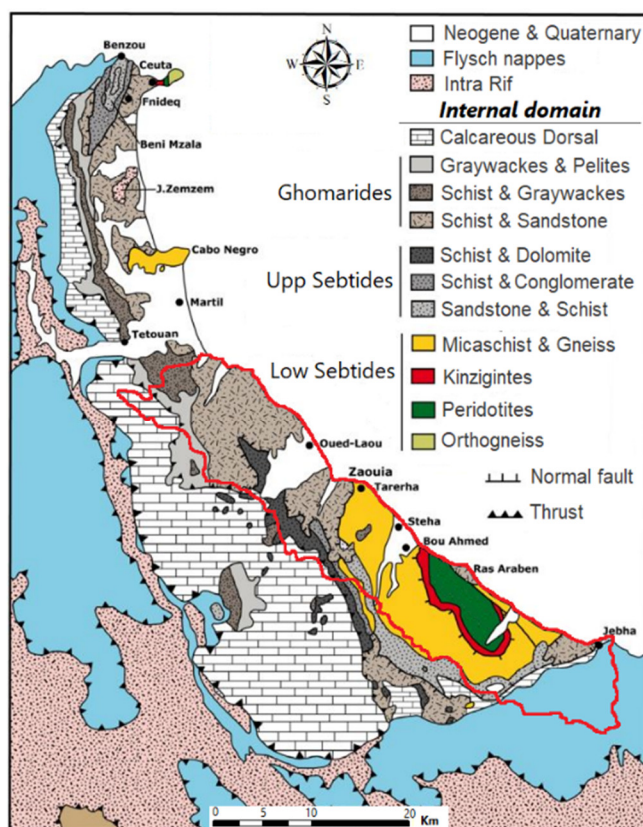 Neogene & Quaternary
Flysch nappes
Intra Rif
Internal domain
Calcareous Dorsal
Ghomarides
Graywackes & Pelites
Schist & Graywackes
Schist & Sandstone
Upp Sebtides
Schist & Dolomite
Schist & Conglomerate
Sandstone & Schist
Low Sebtides
Micaschist & Gneiss
Kinzigintes
Peridotites
Orthogneiss
Normal fault
Thrust
N
W E
S
Benzou
Ceuta
Fnideq
Beni Mzala
J.Zemzem
Cabo Negro
Martil
Tetouan
Oued-Laou
Zaouia
Tarerha
Steha
Bou Ahmed
Ras Araben
Jebha
0 5 10 20
Km